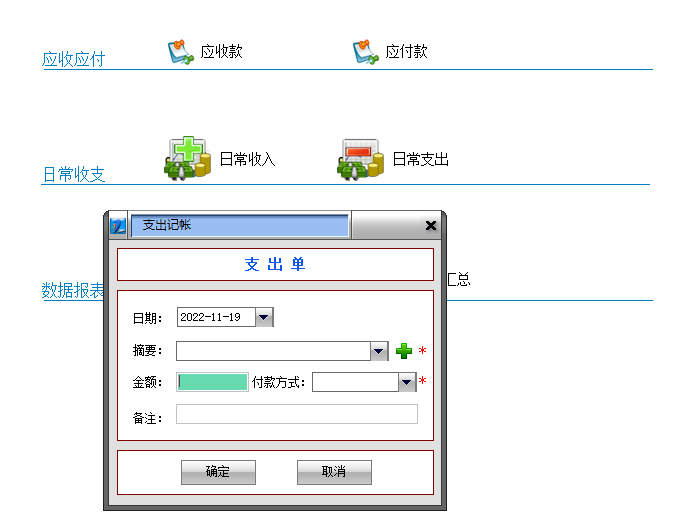 应收应付
应收款
应付款
日常收支
日常收入
日常支出
数据报表
汇总
支出记帐
支 出 单
日期：
2022-11-19
摘要：
*
金额：
付款方式：
*
备注：
确定
取消